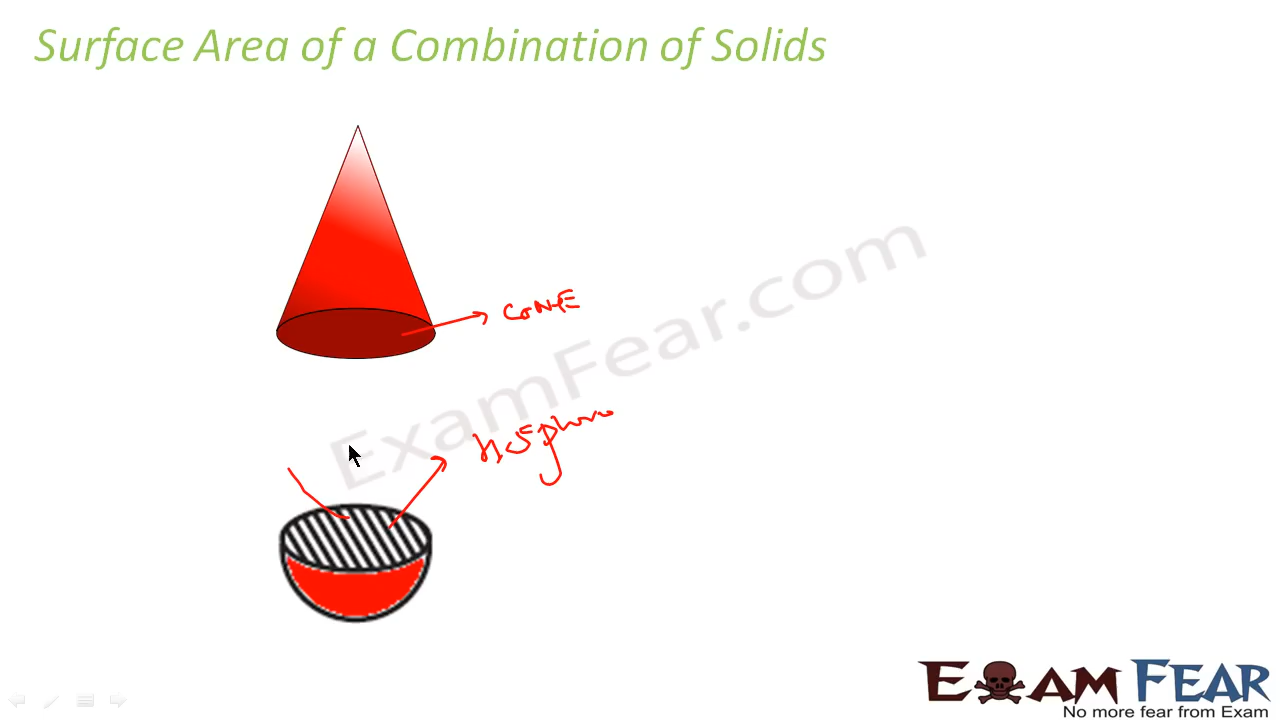 Surface Area of a Combination of Solids
CONE
ExamFear.com
EXAM FEAR
No more fear from Exam